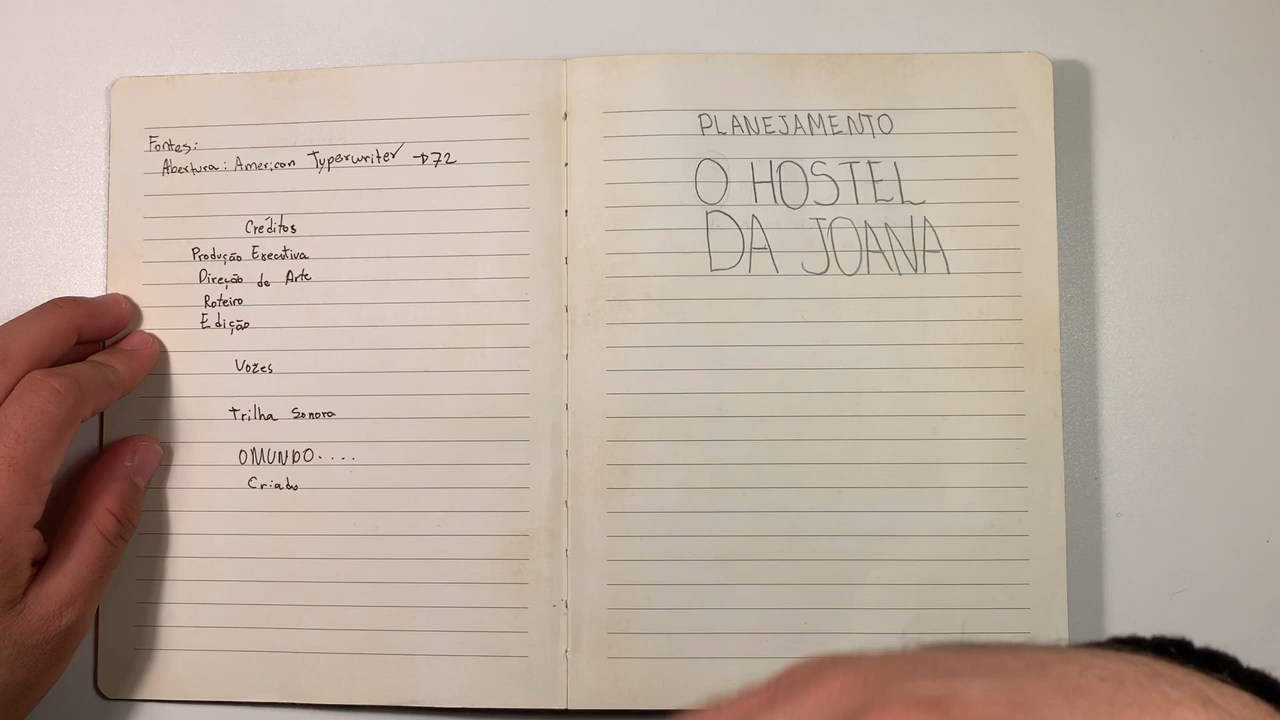 Fontes:
Abertura: American Typerwriter → 72
Créditos
Produção Executiva
Direção de Arte
Roteiro
Edição
Vozes
Trilha Sonora
O MUNDO....
Criado
PLANEJAMENTO
O HOSTEL
DA JOANA